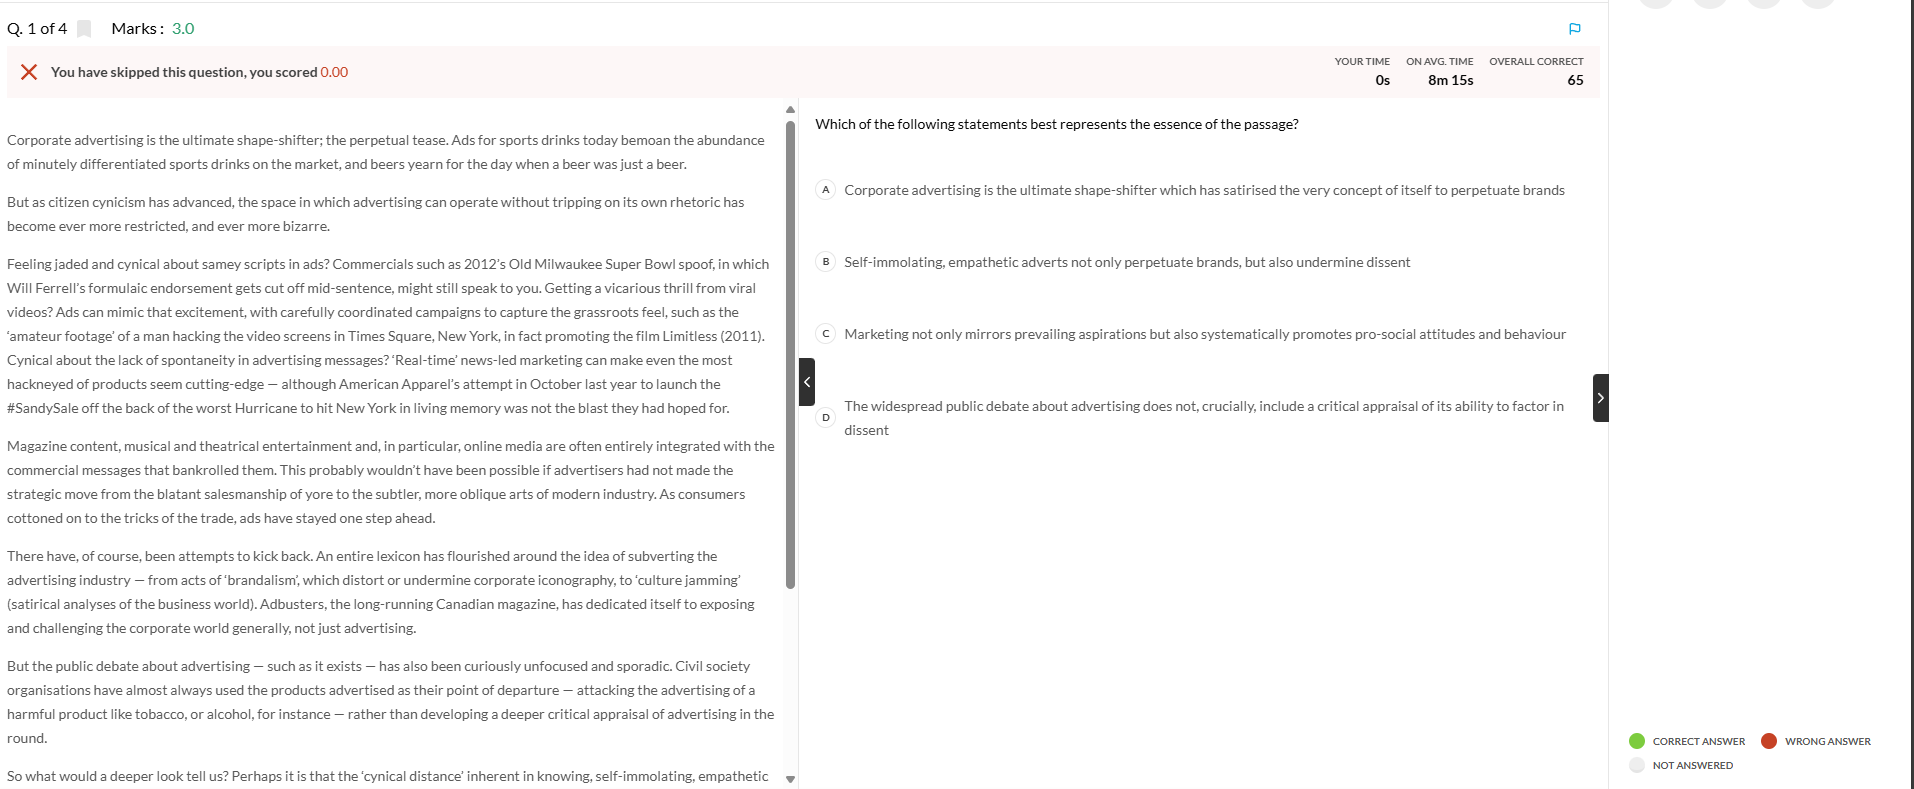 Q. 1 of 4
Marks : 3.0
You have skipped this question, you scored 0.00
YOUR TIME
0s
ON AVG. TIME
8m 15s
OVERALL CORRECT
65
Corporate advertising is the ultimate shape-shifter; the perpetual tease. Ads for sports drinks today bemoan the abundance
of minutely differentiated sports drinks on the market, and beers yearn for the day when a beer was just a beer.
But as citizen cynicism has advanced, the space in which advertising can operate without tripping on its own rhetoric has
become ever more restricted, and ever more bizarre.
Feeling jaded and cynical about samey scripts in ads? Commercials such as 2012’s Old Milwaukee Super Bowl spoof, in which
Will Ferrell’s formulaic endorsement gets cut off mid-sentence, might still speak to you. Getting a vicarious thrill from viral
videos? Ads can mimic that excitement, with carefully coordinated campaigns to capture the grassroots feel, such as the
‘amateur footage’ of a man hacking the video screens in Times Square, New York, in fact promoting the film Limitless (2011).
Cynical about the lack of spontaneity in advertising messages? ‘Real-time’ news-led marketing can make even the most
hackneyed of products seem cutting-edge — although American Apparel’s attempt in October last year to launch the
#SandySale off the back of the worst Hurricane to hit New York in living memory was not the blast they had hoped for.
Magazine content, musical and theatrical entertainment and, in particular, online media are often entirely integrated with the
commercial messages that bankrolled them. This probably wouldn’t have been possible if advertisers had not made the
strategic move from the blatant salesmanship of yore to the subtler, more oblique arts of modern industry. As consumers
cottoned on to the tricks of the trade, ads have stayed one step ahead.
There have, of course, been attempts to kick back. An entire lexicon has flourished around the idea of subverting the
advertising industry — from acts of ‘brandalism’, which distort or undermine corporate iconography, to ‘culture jamming’
(satirical analyses of the business world). Adbusters, the long-running Canadian magazine, has dedicated itself to exposing
and challenging the corporate world generally, not just advertising.
But the public debate about advertising — such as it exists — has also been curiously unfocused and sporadic. Civil society
organisations have almost always used the products advertised as their point of departure — attacking the advertising of a
harmful product like tobacco, or alcohol, for instance — rather than developing a deeper critical appraisal of advertising in the
round.
So what would a deeper look tell us? Perhaps it is that the ‘cynical distance’ inherent in knowing, self-immolating, empathetic
Which of the following statements best represents the essence of the passage?
A Corporate advertising is the ultimate shape-shifter which has satirised the very concept of itself to perpetuate brands
B Self-immolating, empathetic adverts not only perpetuate brands, but also undermine dissent
C Marketing not only mirrors prevailing aspirations but also systematically promotes pro-social attitudes and behaviour
D The widespread public debate about advertising does not, crucially, include a critical appraisal of its ability to factor in
dissent
CORRECT ANSWER
WRONG ANSWER
NOT ANSWERED